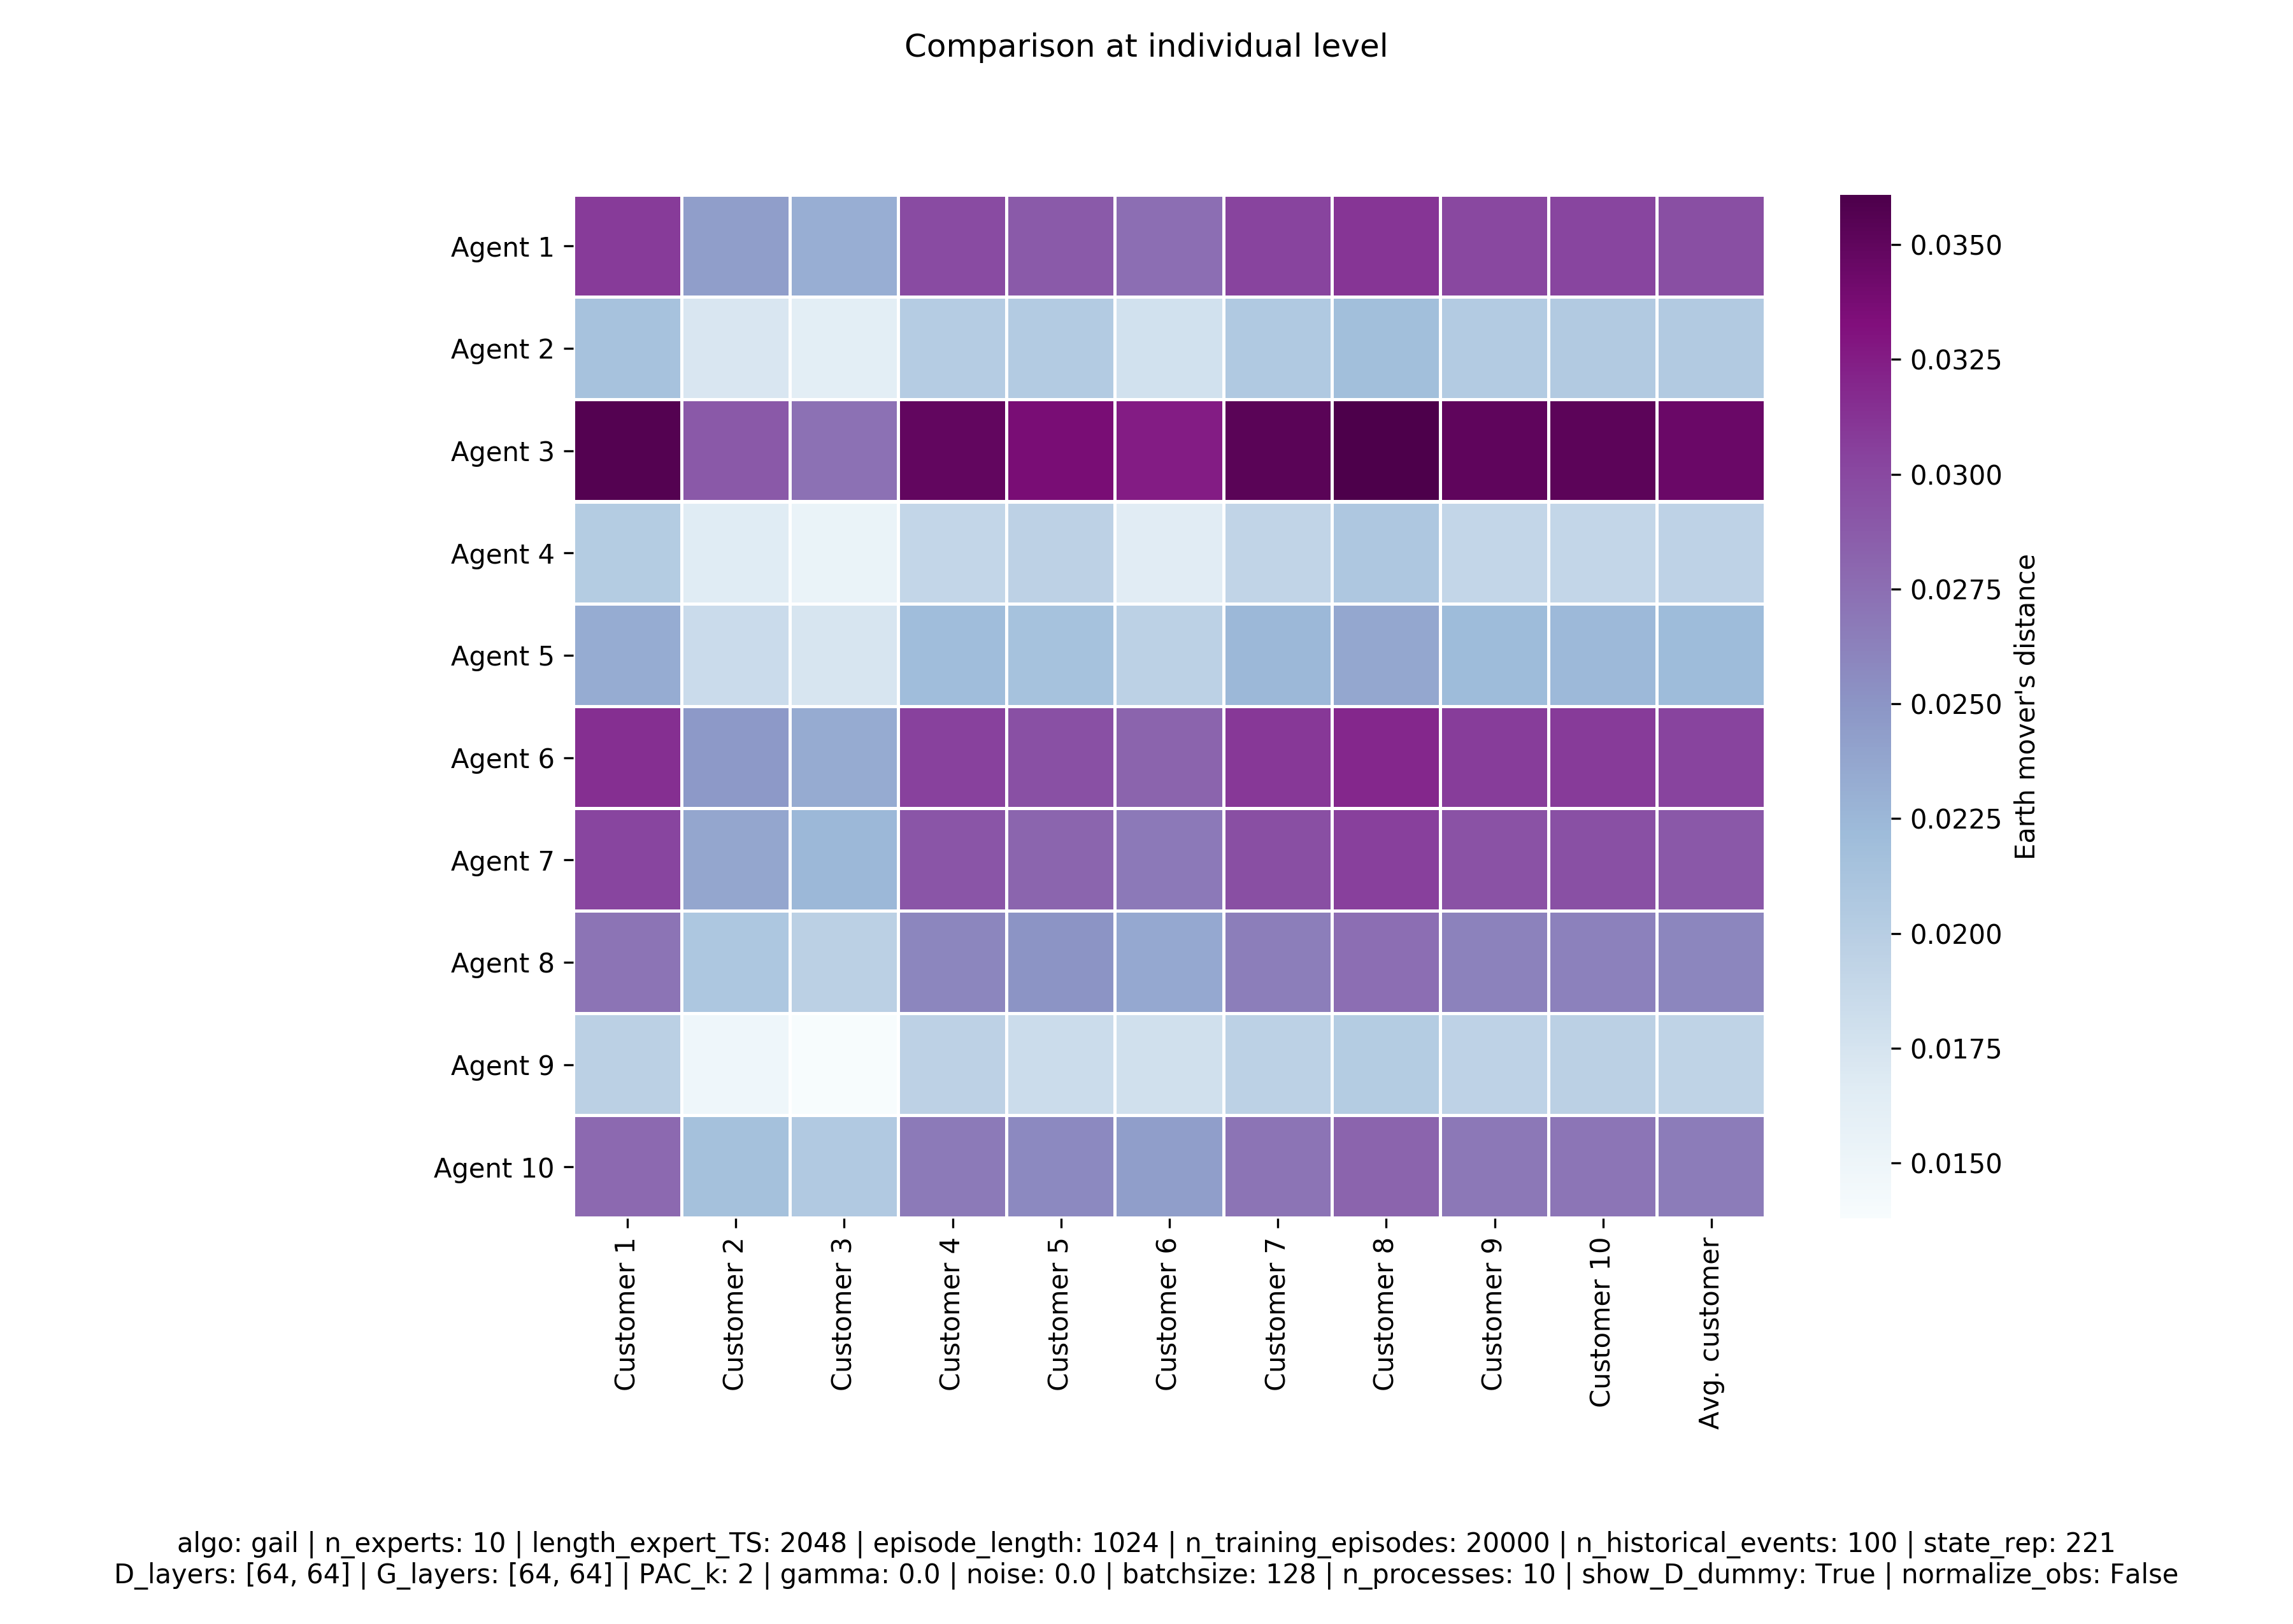 Comparison at individual level
Agent 1
Agent 2
Agent 3
Agent 4
Agent 5
Agent 6
Agent 7
Agent 8
Agent 9
Agent 10
Customer 1
Customer 2
Customer 3
Customer 4
Customer 5
Customer 6
Customer 7
Customer 8
Customer 9
Customer 10
Avg. customer
0.0350
0.0325
0.0300
0.0275
0.0250
0.0225
0.0200
0.0175
0.0150
Earth mover's distance
algo: gail | n_experts: 10 | length_expert_TS: 2048 | episode_length: 1024 | n_training_episodes: 20000 | n_historical_events: 100 | state_rep: 221
D_layers: [64, 64] | G_layers: [64, 64] | PAC_k: 2 | gamma: 0.0 | noise: 0.0 | batchsize: 128 | n_processes: 10 | show_D_dummy: True | normalize_obs: False